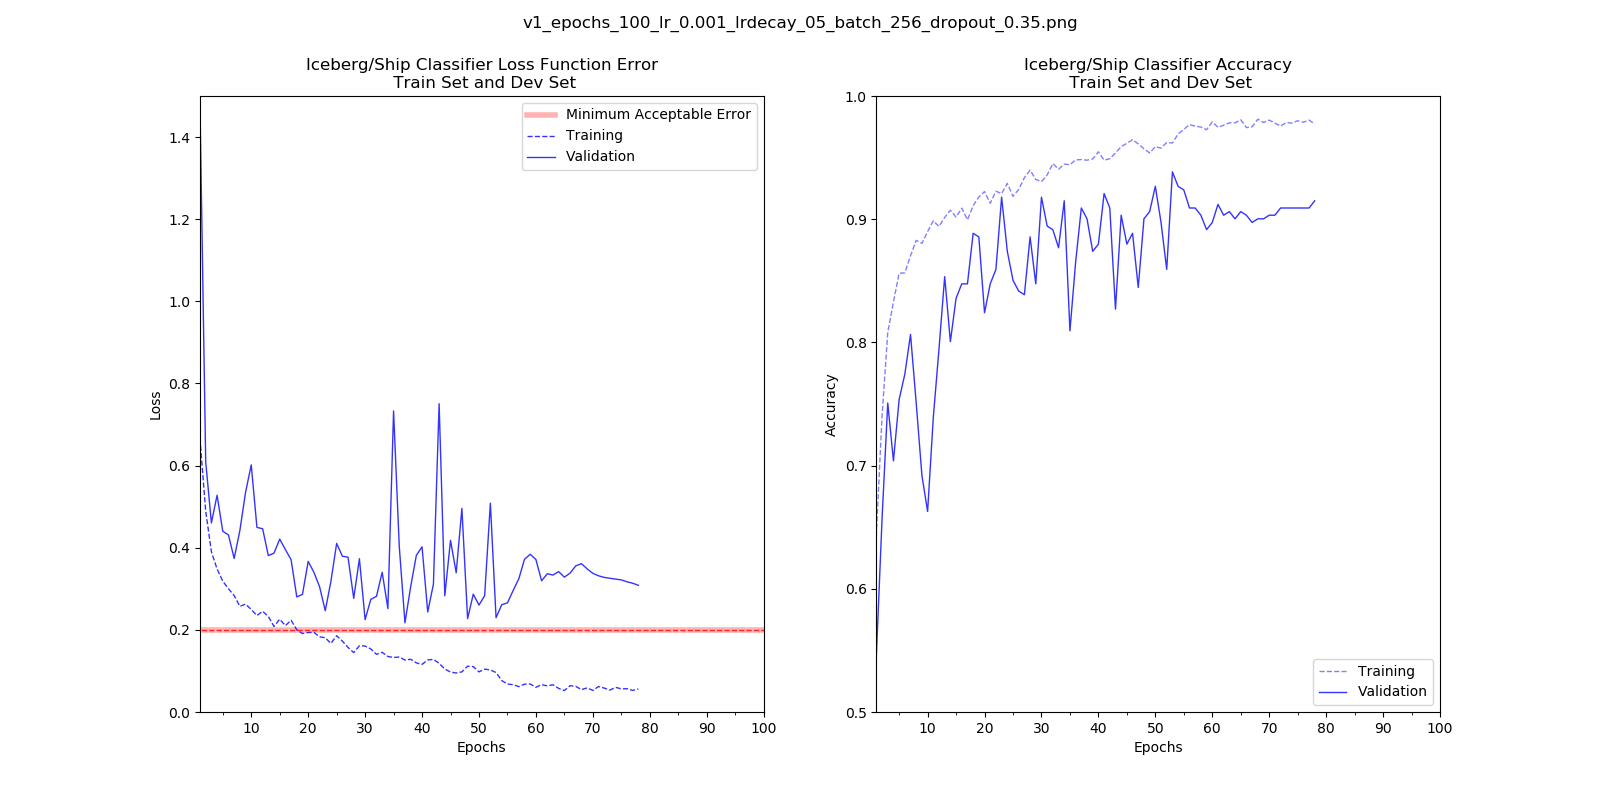 v1_epochs_100_lr_0.001_lrdecay_05_batch_256_dropout_0.35.png
Iceberg/Ship Classifier Loss Function Error
Train Set and Dev Set
Minimum Acceptable Error
Training
Validation
1.4
1.2
1.0
0.8
0.6
0.4
0.2
0.0
Loss
10 20 30 40 50 60 70 80 90 100
Epochs
Iceberg/Ship Classifier Accuracy
Train Set and Dev Set
1.0
0.9
0.8
0.7
0.6
0.5
Accuracy
Training
Validation
10 20 30 40 50 60 70 80 90 100
Epochs